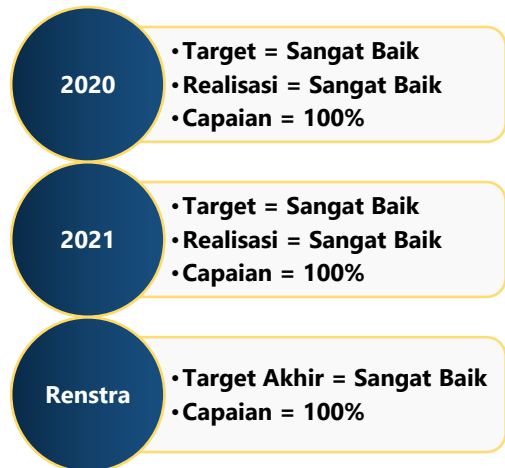 2020
•Target = Sangat Baik
•Realisasi = Sangat Baik
•Capaian = 100%
2021
•Target = Sangat Baik
•Realisasi = Sangat Baik
•Capaian = 100%
Renstra
•Target Akhir = Sangat Baik
•Capaian = 100%